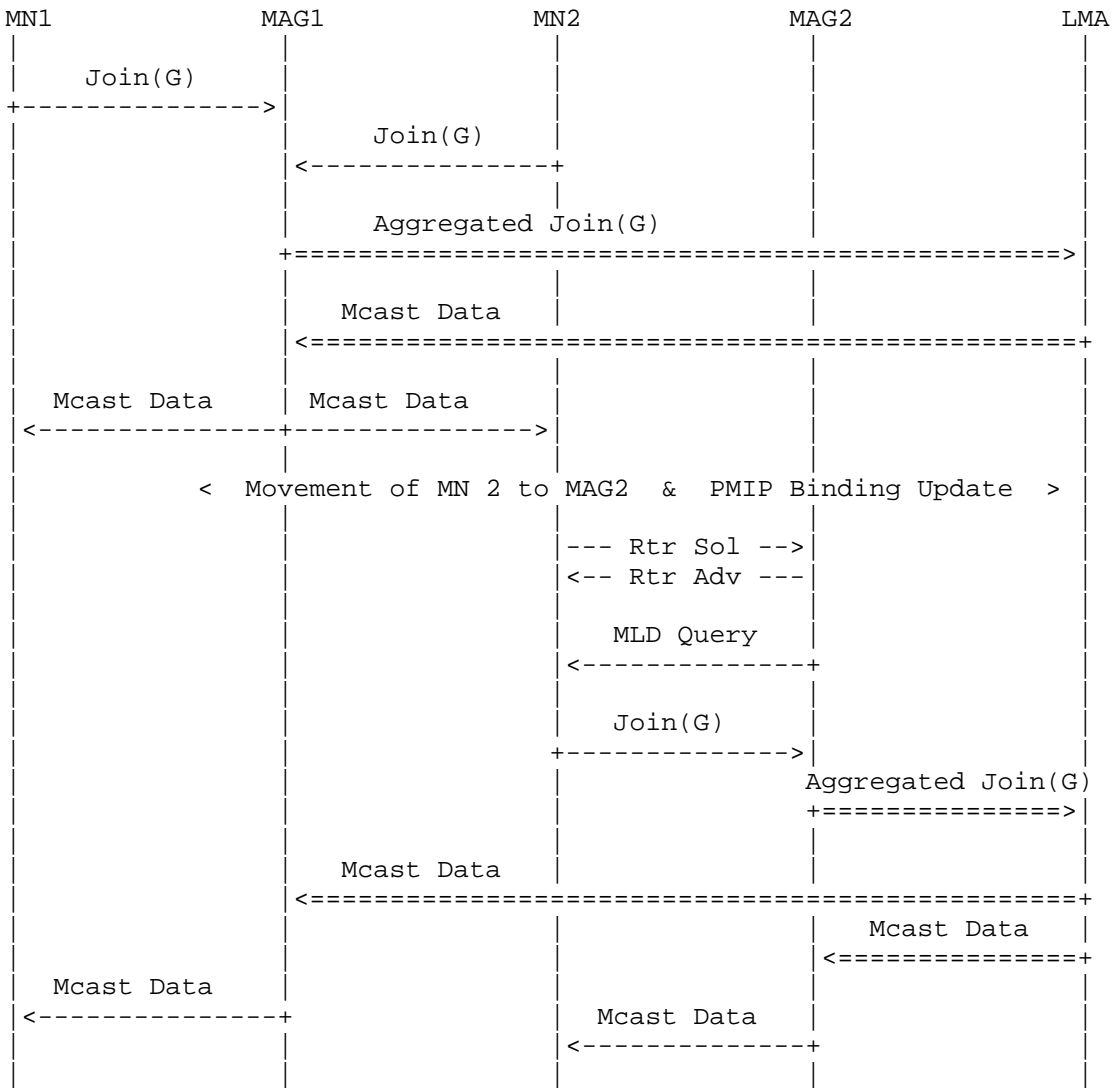 MN1 MAG1 MN2 MAG2 LMA
Join(G)
Join(G)
Aggregated Join(G)
Mcast Data
Mcast Data Mcast Data
< Movement of MN 2 to MAG2 & PMIP Binding Update >
--- Rtr Sol -->
<-- Rtr Adv ---
MLD Query
Join(G)
Aggregated Join(G)
Mcast Data
Mcast Data
Mcast Data
Mcast Data